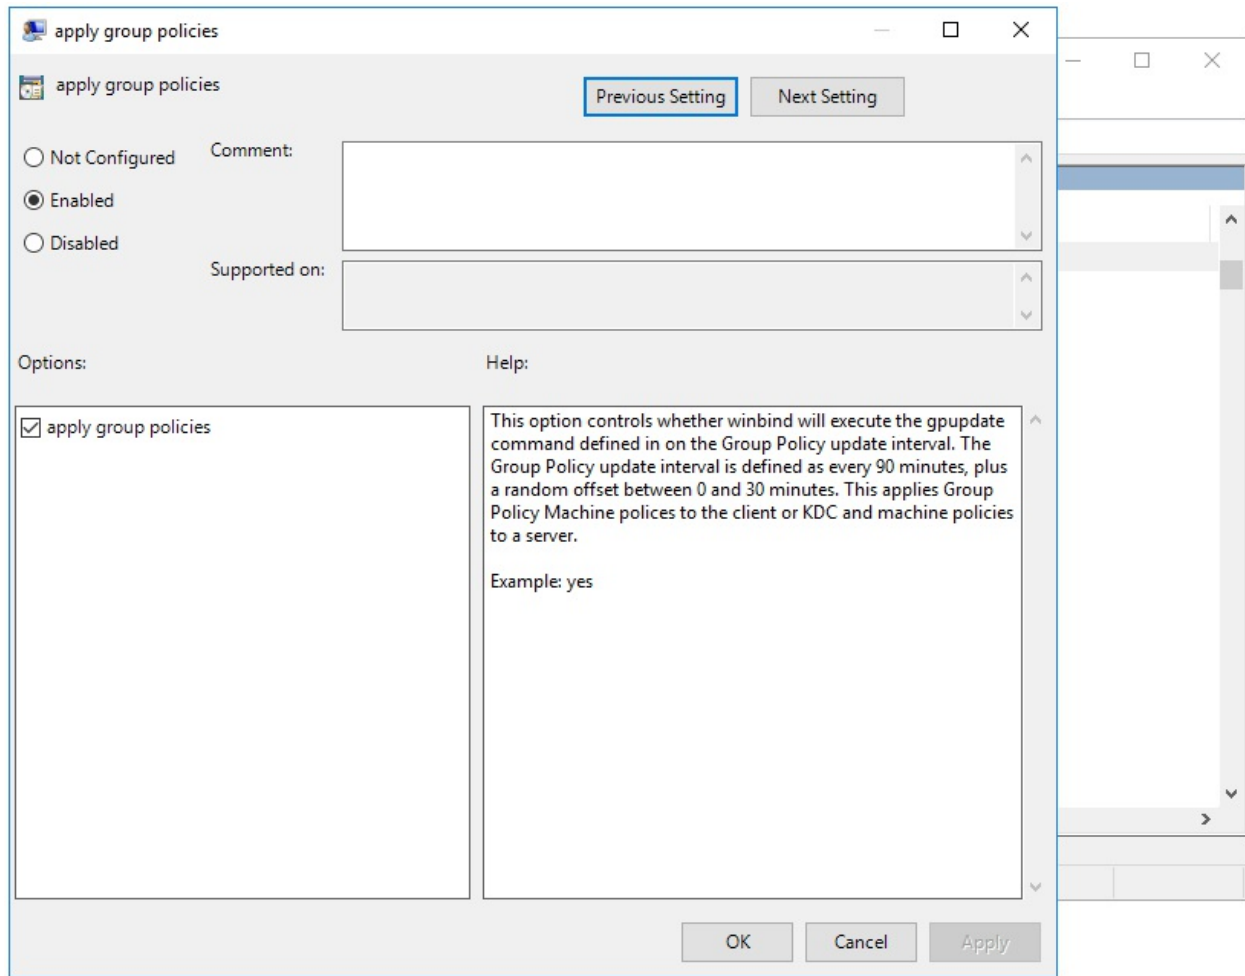 apply group policies
apply group policies
Previous Setting
Next Setting
Not Configured
Comment:
Enabled
Disabled
Supported on:
Options:
Help:
apply group policies
This option controls whether winbind will execute the gpupdate
command defined in on the Group Policy update interval. The
Group Policy update interval is defined as every 90 minutes, plus
a random offset between 0 and 30 minutes. This applies Group
Policy Machine polices to the client or KDC and machine policies
to a server.
Example: yes
OK
Cancel
Apply